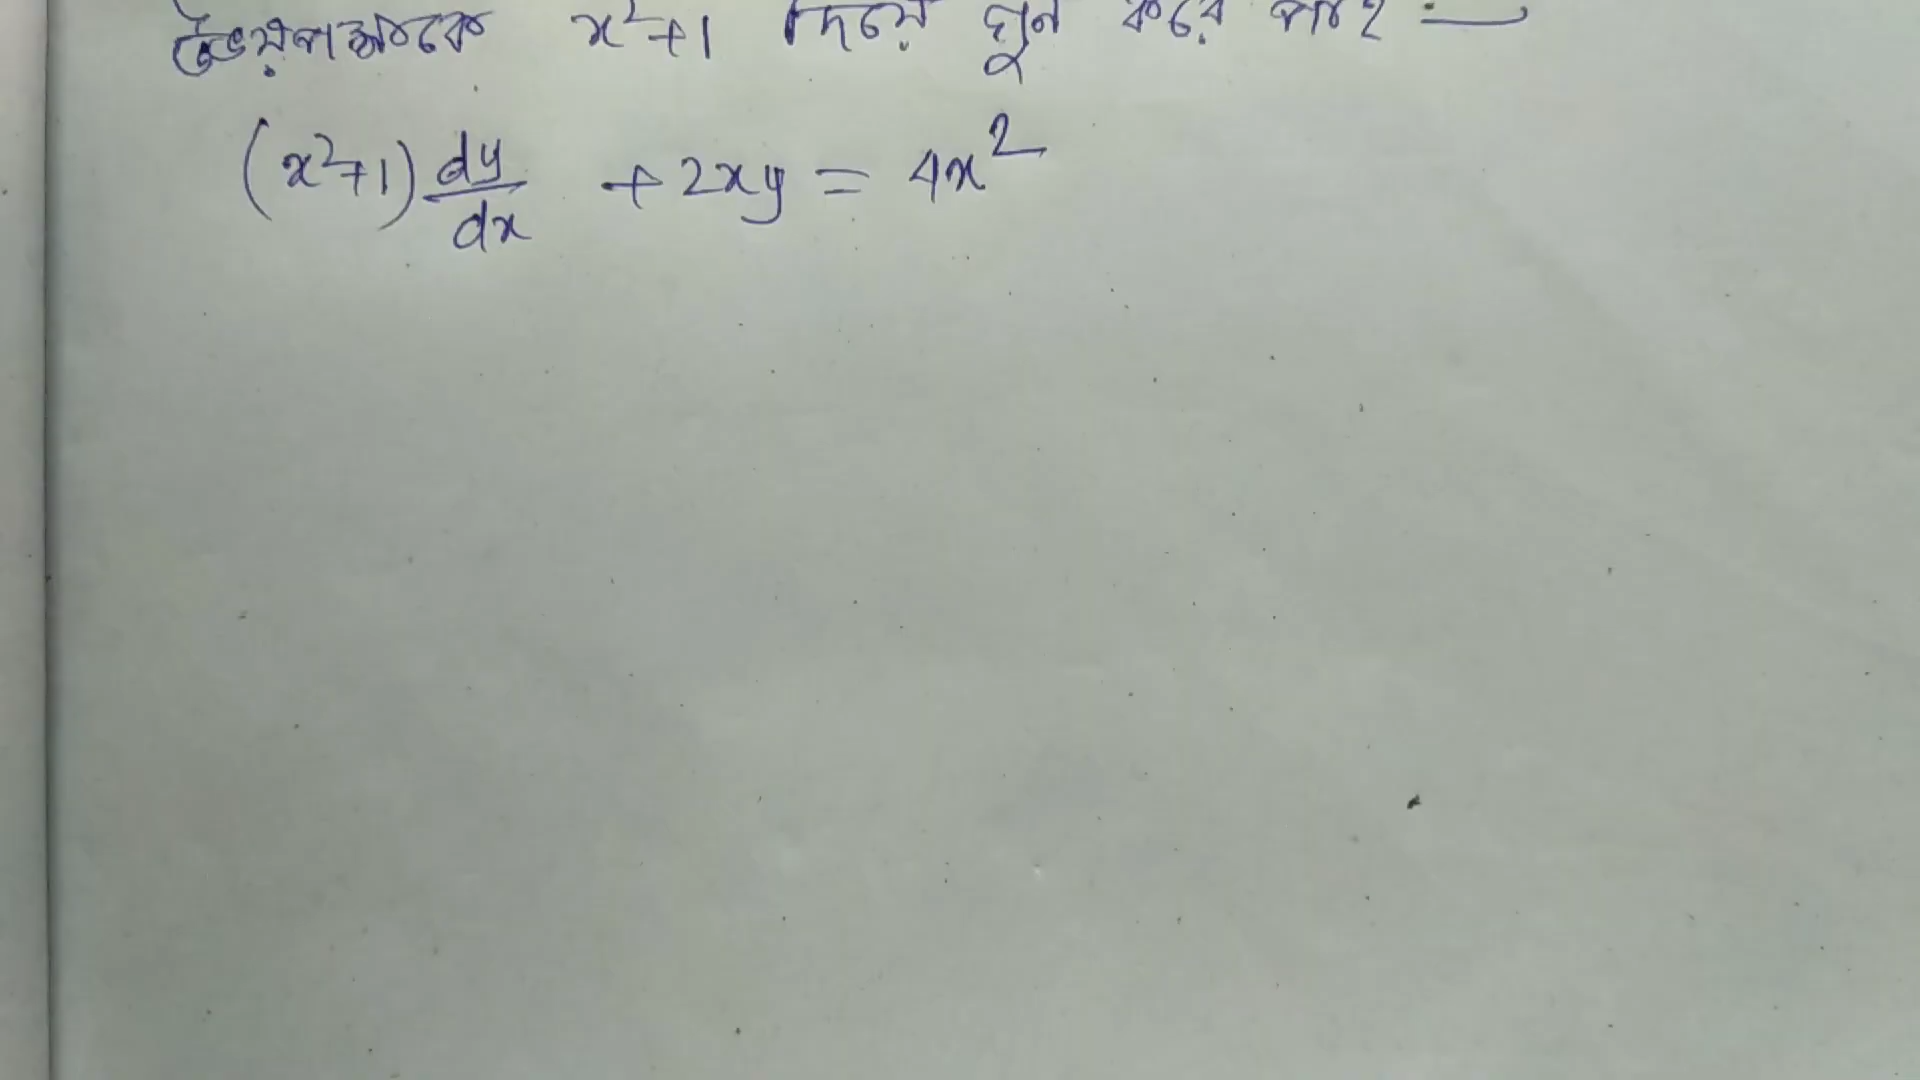 উভয়পক্ষকে x²+1 দিয়ে গুন করে পাই :—
(x²+1) dy/dx + 2xy = 4x²